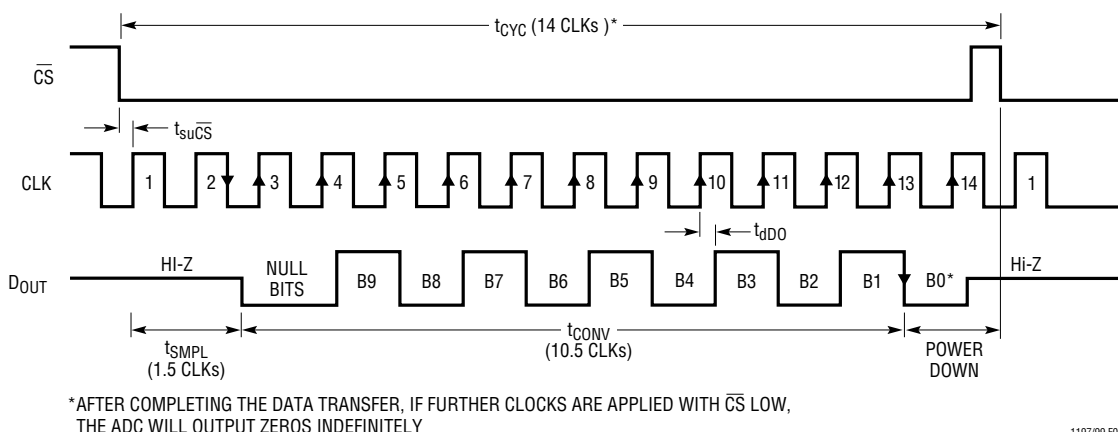 tCYC (14 CLKs )*
CS
tsuCS
CLK 1 2 3 4 5 6 7 8 9 10 11 12 13 14 1
tdDO
DOUT HI-Z NULL BITS B9 B8 B7 B6 B5 B4 B3 B2 B1 B0* Hi-Z
tSMPL
(1.5 CLKs)
tCONV
(10.5 CLKs)
POWER
DOWN
*AFTER COMPLETING THE DATA TRANSFER, IF FURTHER CLOCKS ARE APPLIED WITH CS LOW,
THE ADC WILL OUTPUT ZEROS INDEFINITELY